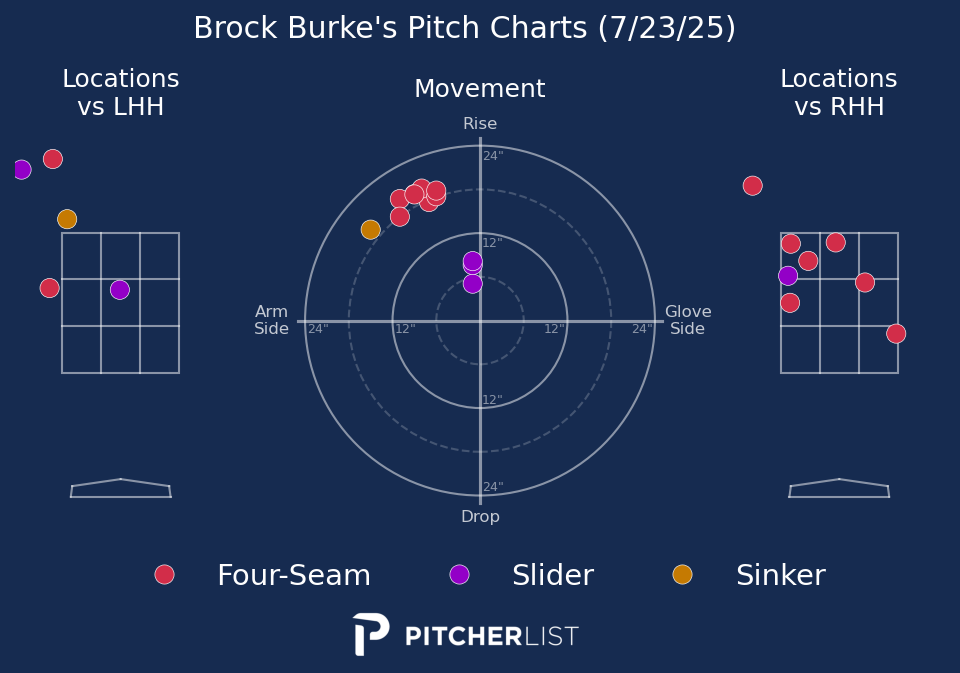 Brock Burke's Pitch Charts (7/23/25)
Locations
vs LHH
Movement
Locations
vs RHH
Rise
24"
12"
Arm
Side
24"
12"
12"
24"
Glove
Side
12"
24"
Drop
Four-Seam
Slider
Sinker
PITCHERLIST